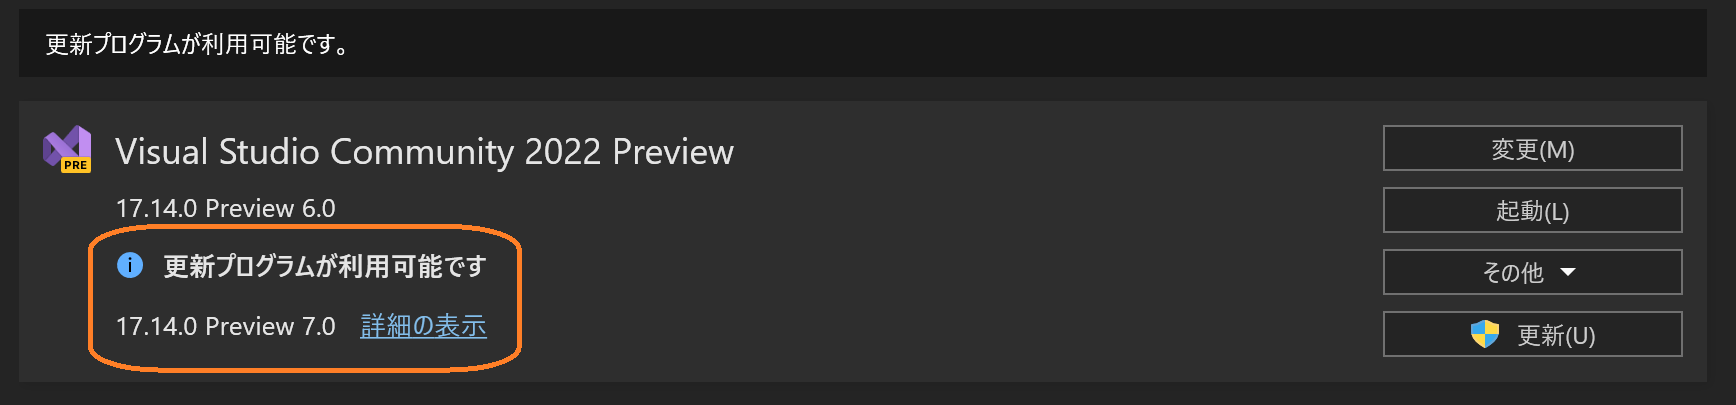 更新プログラムが利用可能です。
PRE
Visual Studio Community 2022 Preview
17.14.0 Preview 6.0
更新プログラムが利用可能です
17.14.0 Preview 7.0 詳細の表示
変更(M)
起動(L)
その他
更新(U)